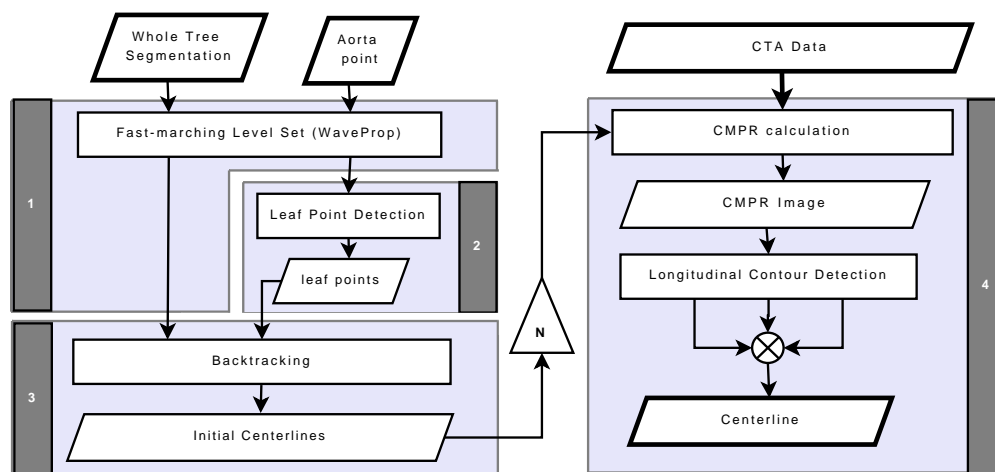 Whole Tree
Segmentation
Aorta
point
Fast-marching Level Set (WaveProp)
1
Leaf Point Detection
2
leaf points
Backtracking
3
Initial Centerlines
N
CTA Data
CMPR calculation
CMPR Image
Longitudinal Contour Detection
4
Centerline